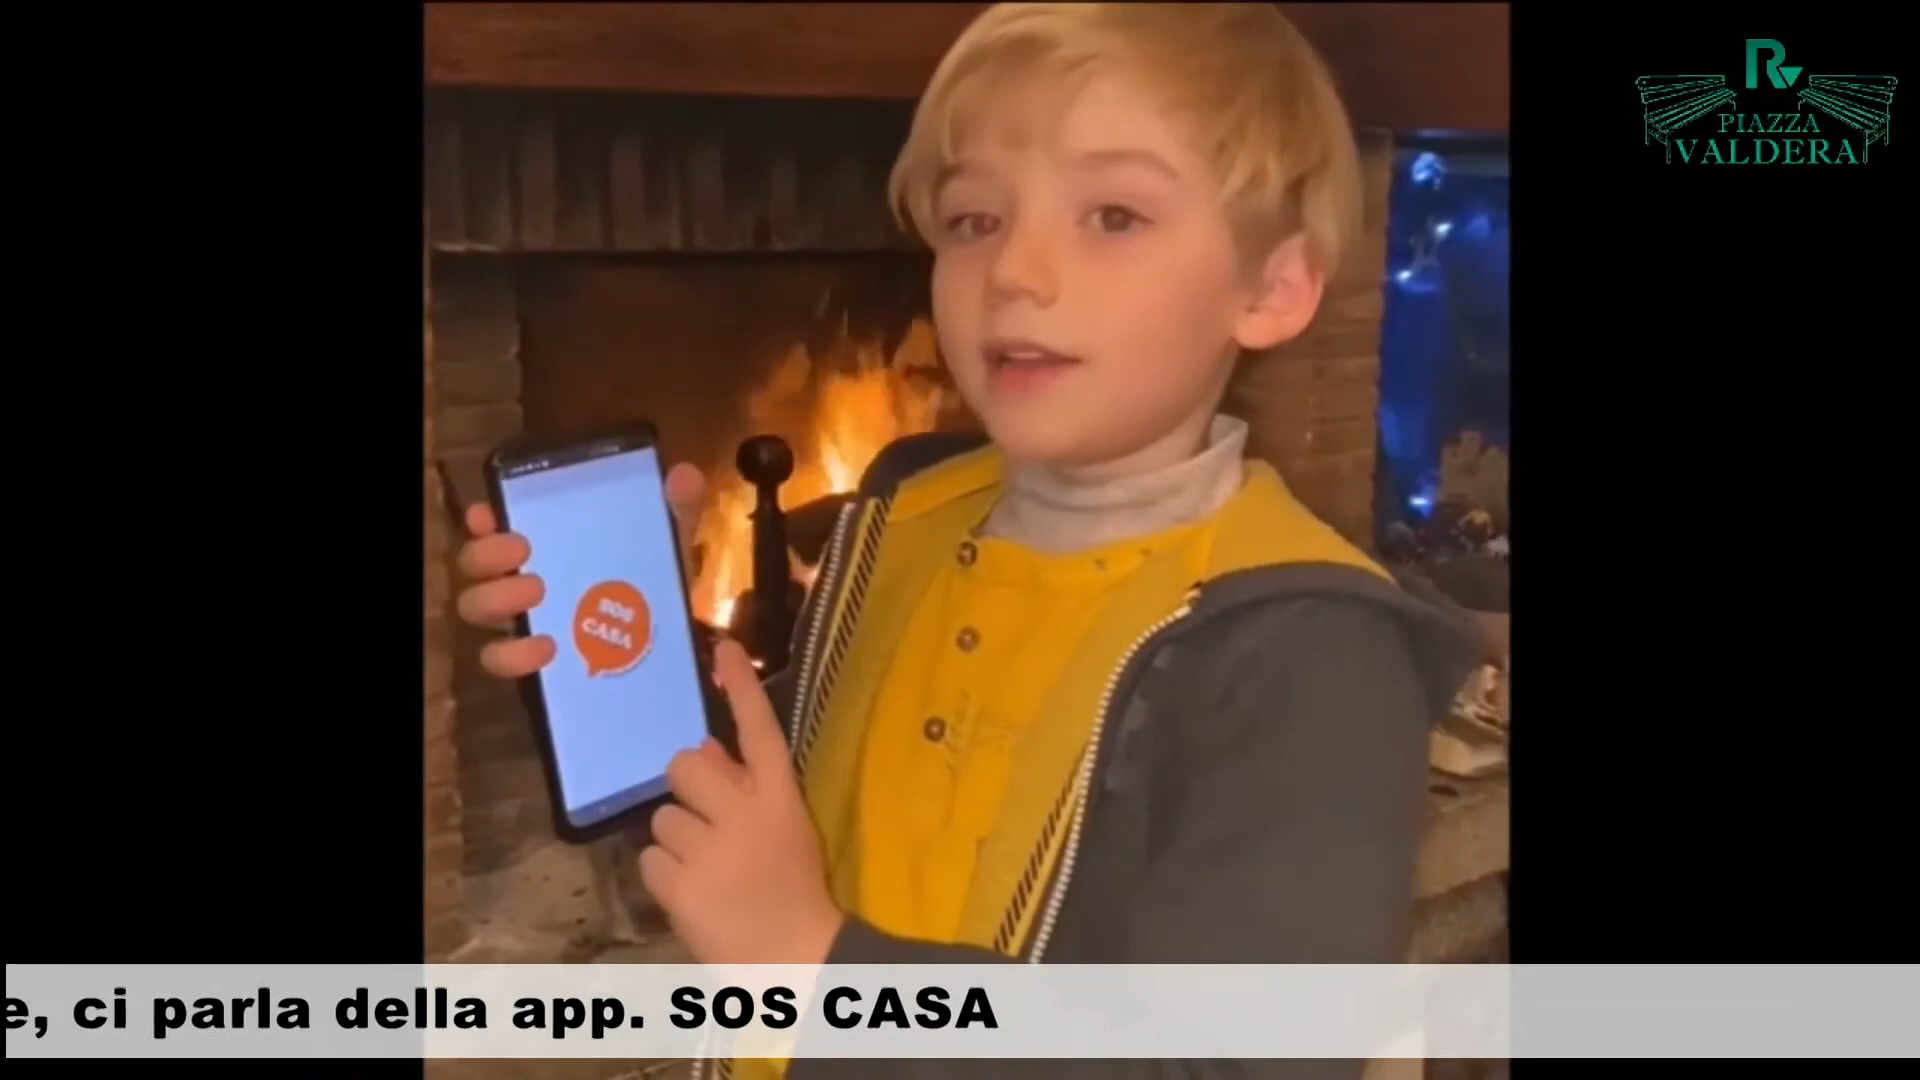 R
PIAZZA
VALDERA
SOS
CASA
e, ci parla della app. SOS CASA